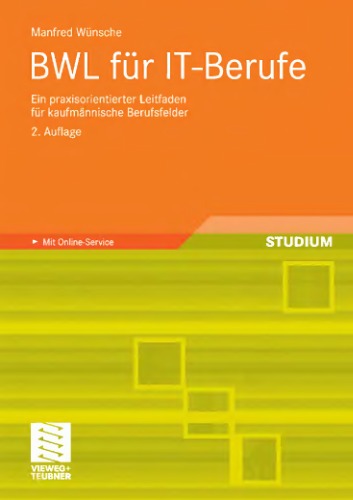 Manfred Wünsche
BWL für IT-Berufe
Ein praxisorientierter Leitfaden
für kaufmännische Berufsfelder
2. Auflage
▸ Mit Online-Service
STUDIUM
VIEWEG+
TEUBNER